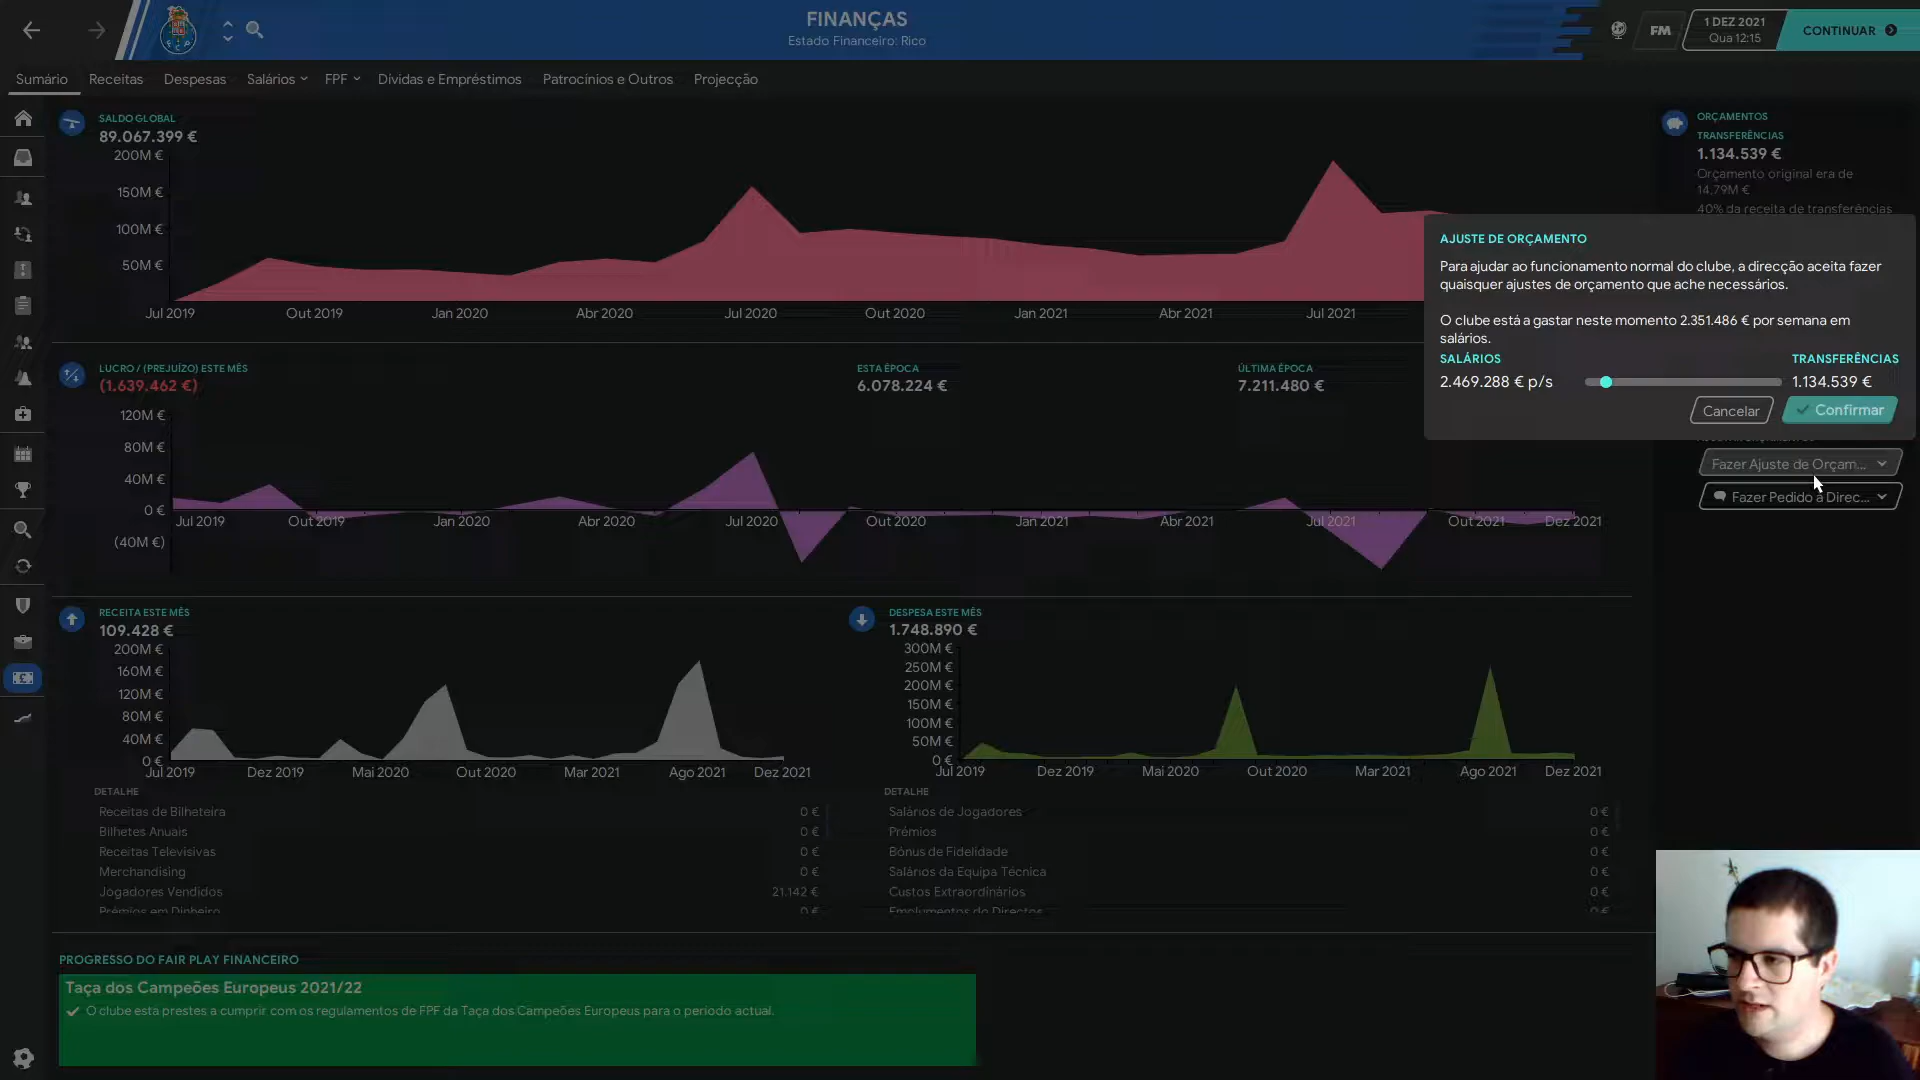 FINANÇAS
Estado Financeiro: Rico
FM
1 DEZ 2021
Qua 12:15
CONTINUAR
Sumário
Receitas
Despesas
Salários
FPF
Dívidas e Empréstimos
Patrocínios e Outros
Projecção
SALDO GLOBAL
89.067.399 €
200M €
150M €
100M €
50M €
Jul 2019
Out 2019
Jan 2020
Abr 2020
Jul 2020
Out 2020
Jan 2021
Abr 2021
Jul 2021
ORÇAMENTOS
TRANSFERÊNCIAS
1.134.539 €
Orçamento original era de
14,79M €
40% da receita de transferências
AJUSTE DE ORÇAMENTO
Para ajudar ao funcionamento normal do clube, a direcção aceita fazer
quaisquer ajustes de orçamento que ache necessários.
O clube está a gastar neste momento 2.351.486 € por semana em
salários.
SALÁRIOS
TRANSFERÊNCIAS
2.469.288 € p/s
1.134.539 €
Cancelar
Confirmar
Fazer Ajuste de Orçam...
Fazer Pedido à Direc...
LUCRO / (PREJUÍZO) ESTE MÊS
(1.639.462 €)
ESTA ÉPOCA
6.078.224 €
ÚLTIMA ÉPOCA
7.211.480 €
120M €
80M €
40M €
0 €
(40M €)
Jul 2019
Out 2019
Jan 2020
Abr 2020
Jul 2020
Out 2020
Jan 2021
Abr 2021
Jul 2021
Out 2021
Dez 2021
RECEITA ESTE MÊS
109.428 €
200M €
160M €
120M €
80M €
40M €
0 €
Jul 2019
Dez 2019
Mai 2020
Out 2020
Mar 2021
Ago 2021
Dez 2021
DETALHE
Receitas de Bilheteira 0 €
Bilhetes Anuais 0 €
Receitas Televisivas 0 €
Merchandising 0 €
Jogadores Vendidos 21.142 €
Prémios em Dinheiro 0 €
DESPESA ESTE MÊS
1.748.890 €
300M €
250M €
200M €
150M €
100M €
50M €
0 €
Jul 2019
Dez 2019
Mai 2020
Out 2020
Mar 2021
Ago 2021
Dez 2021
DETALHE
Salários de Jogadores 0 €
Prémios 0 €
Bónus de Fidelidade 0 €
Salários da Equipa Técnica 0 €
Custos Extraordinários 0 €
0 €
PROGRESSO DO FAIR PLAY FINANCEIRO
Taça dos Campeões Europeus 2021/22
O clube está prestes a cumprir com os regulamentos de FPF da Taça dos Campeões Europeus para o período actual.